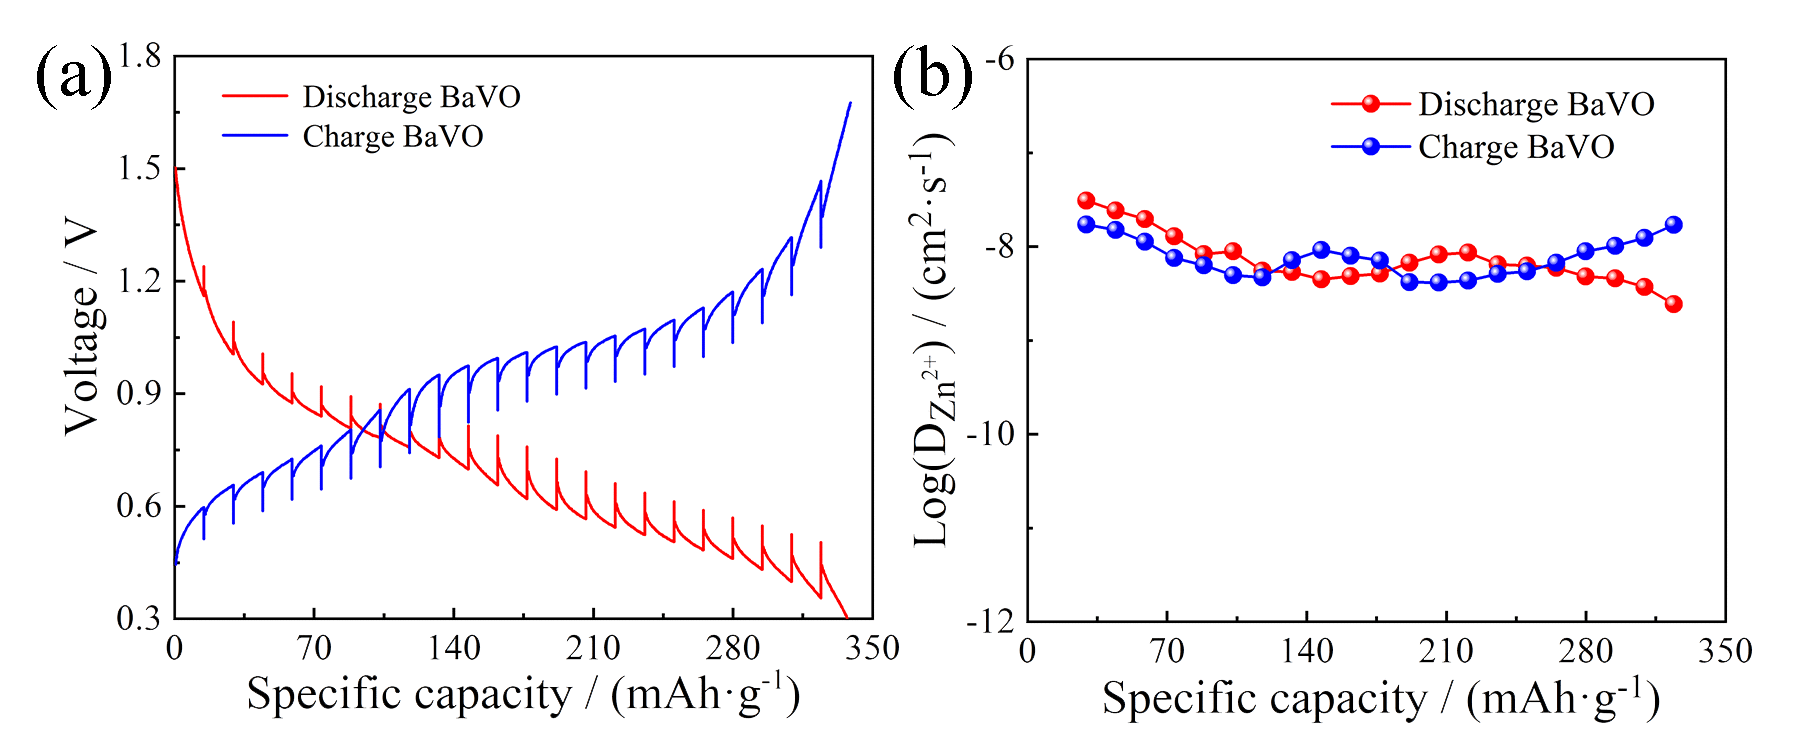 (a)
1.8
1.5
1.2
0.9
0.6
0.3
Voltage / V
Discharge BaVO
Charge BaVO
0 70 140 210 280 350
Specific capacity / (mAh·g⁻¹)
(b)
-6
-8
-10
-12
Log(D_Zn²⁺) / (cm²·s⁻¹)
Discharge BaVO
Charge BaVO
0 70 140 210 280 350
Specific capacity / (mAh·g⁻¹)